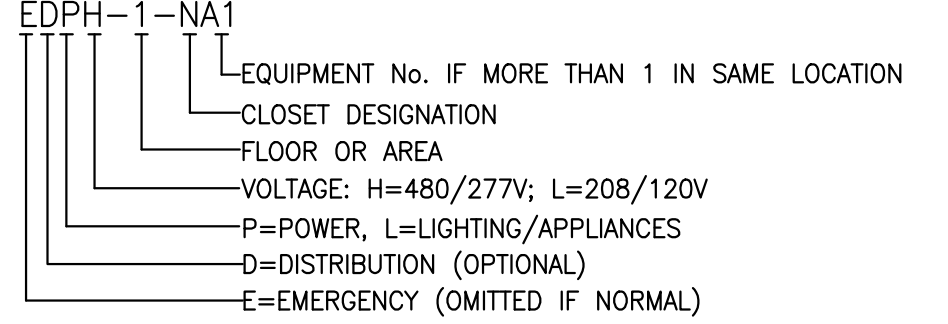 EDPH-1-NA1
EQUIPMENT No. IF MORE THAN 1 IN SAME LOCATION
CLOSET DESIGNATION
FLOOR OR AREA
VOLTAGE: H=480/277V; L=208/120V
P=POWER, L=LIGHTING/APPLIANCES
D=DISTRIBUTION (OPTIONAL)
E=EMERGENCY (OMITTED IF NORMAL)